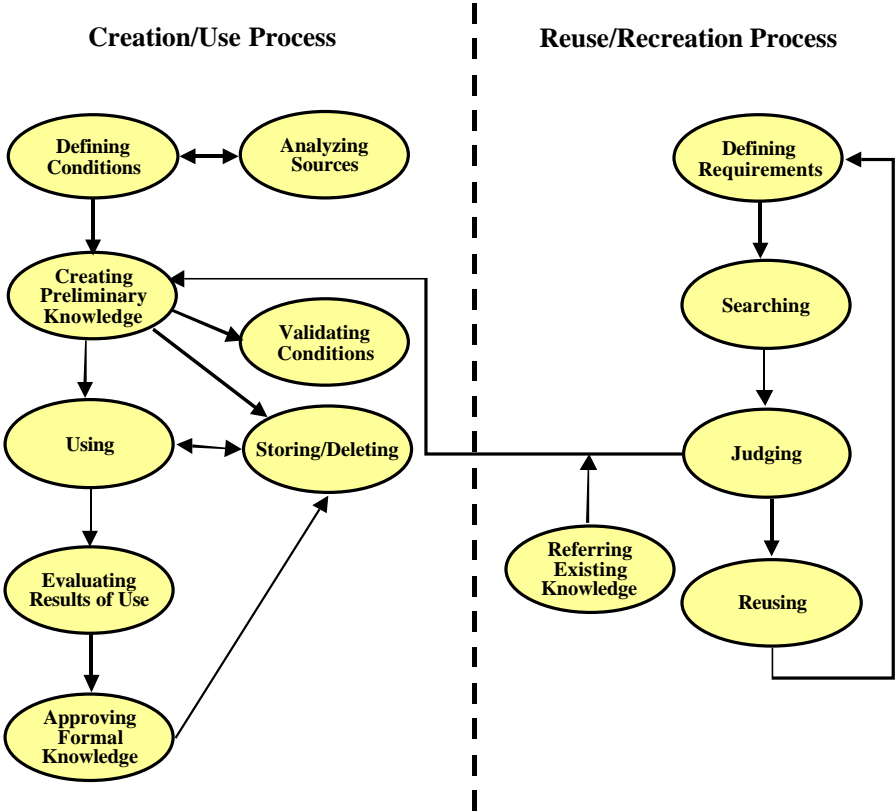 Creation/Use Process
Reuse/Recreation Process
Defining
Conditions
Analyzing
Sources
Defining
Requirements
Creating
Preliminary
Knowledge
Searching
Validating
Conditions
Using
Storing/Deleting
Judging
Referring
Existing
Knowledge
Evaluating
Results of Use
Reusing
Approving
Formal
Knowledge